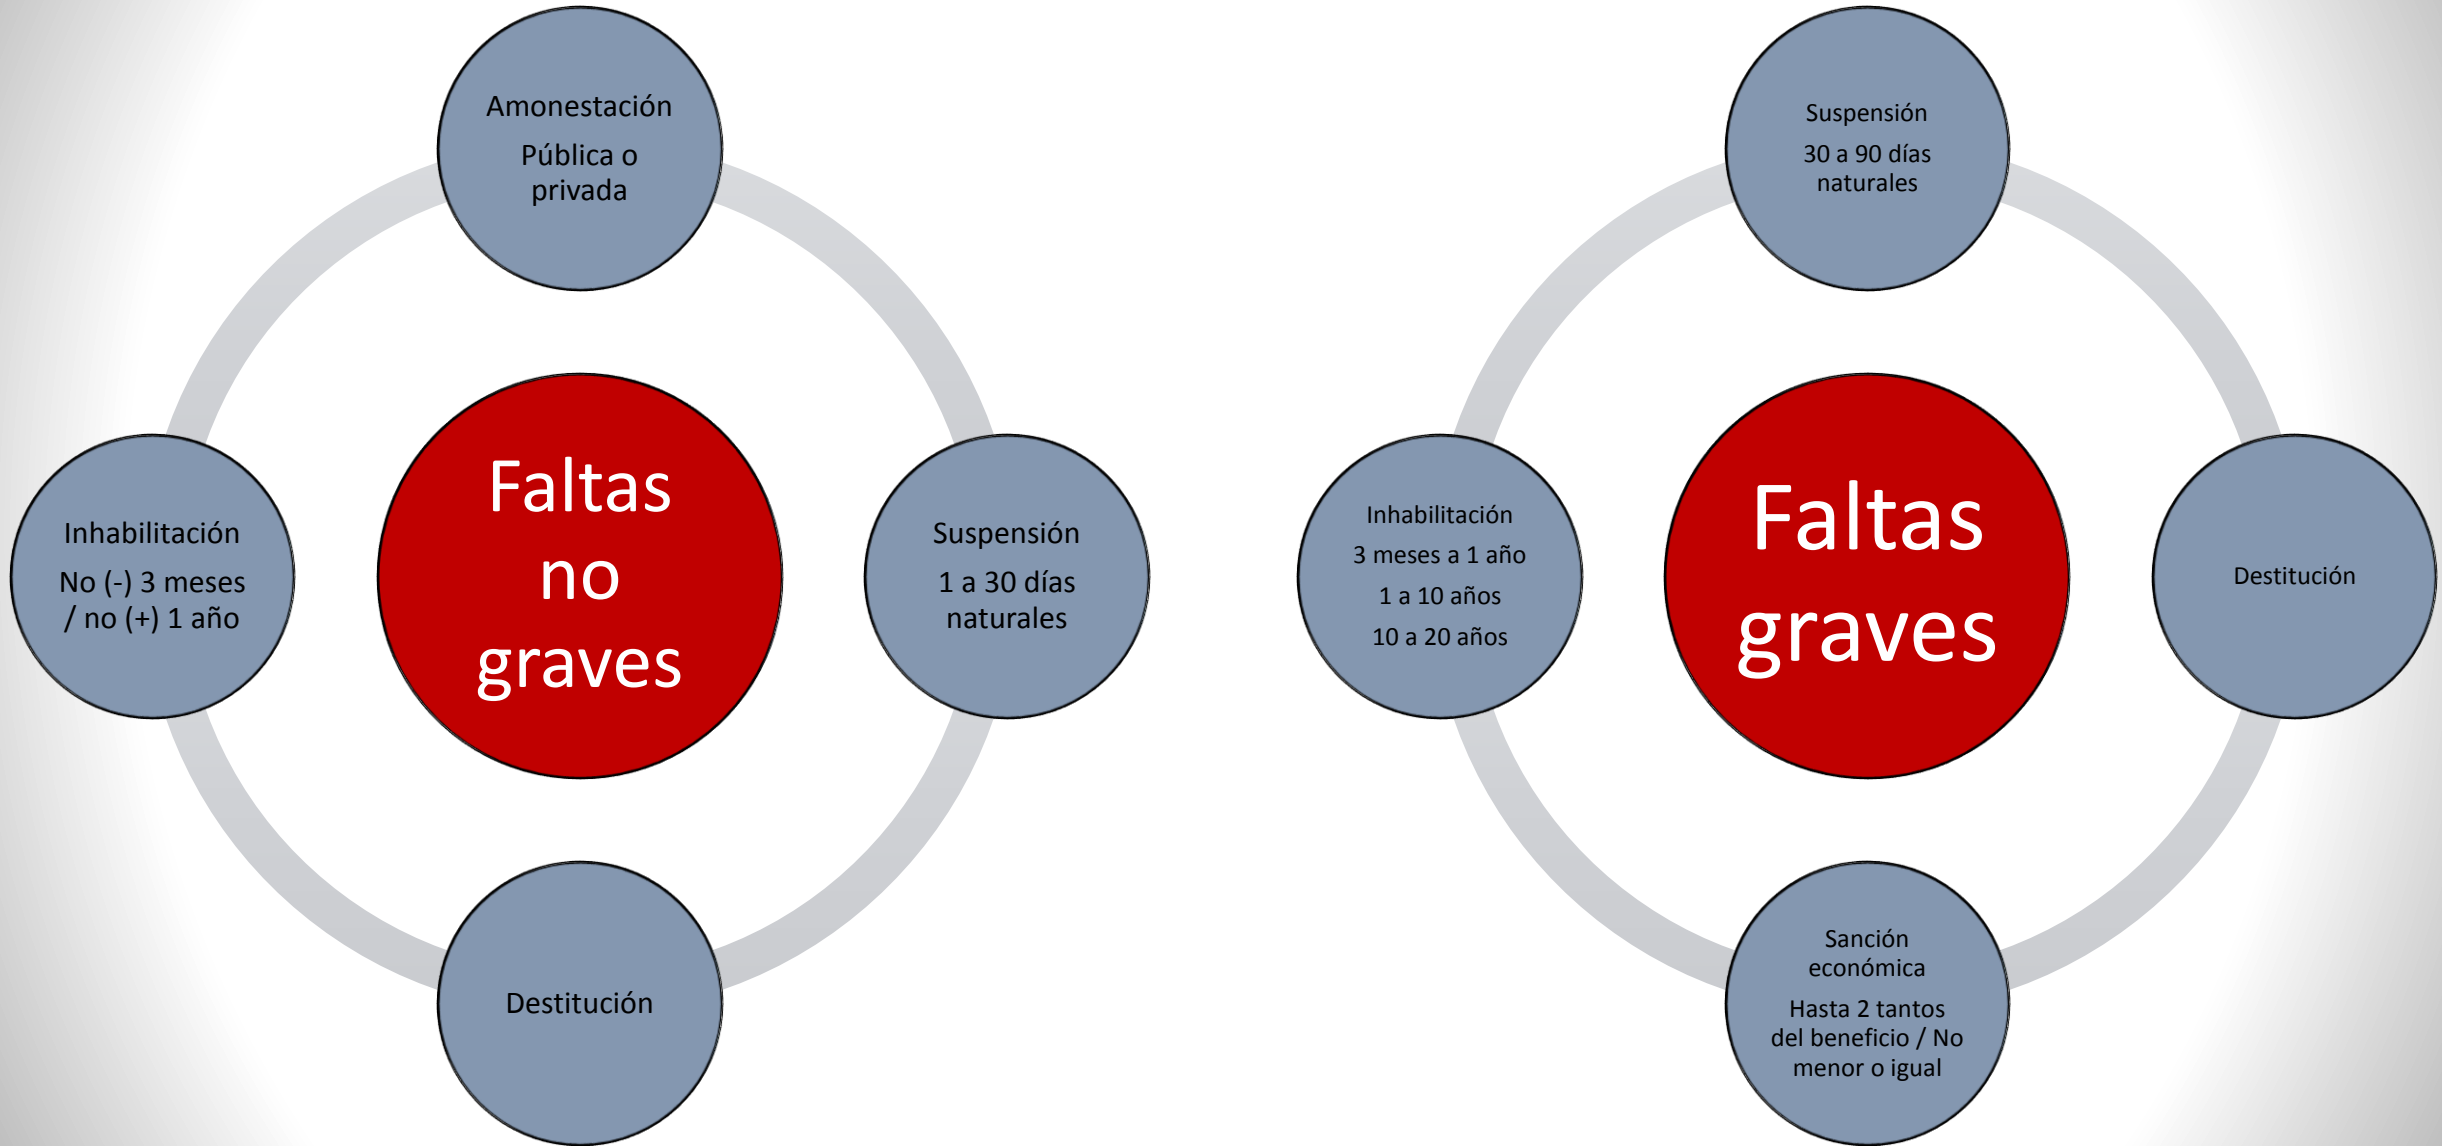 Amonestación
Pública o
privada
Inhabilitación
No (-) 3 meses
/ no (+) 1 año
Faltas
no
graves
Suspensión
1 a 30 días
naturales
Destitución
Suspensión
30 a 90 días
naturales
Inhabilitación
3 meses a 1 año
1 a 10 años
10 a 20 años
Faltas
graves
Destitución
Sanción
económica
Hasta 2 tantos
del beneficio / No
menor o igual